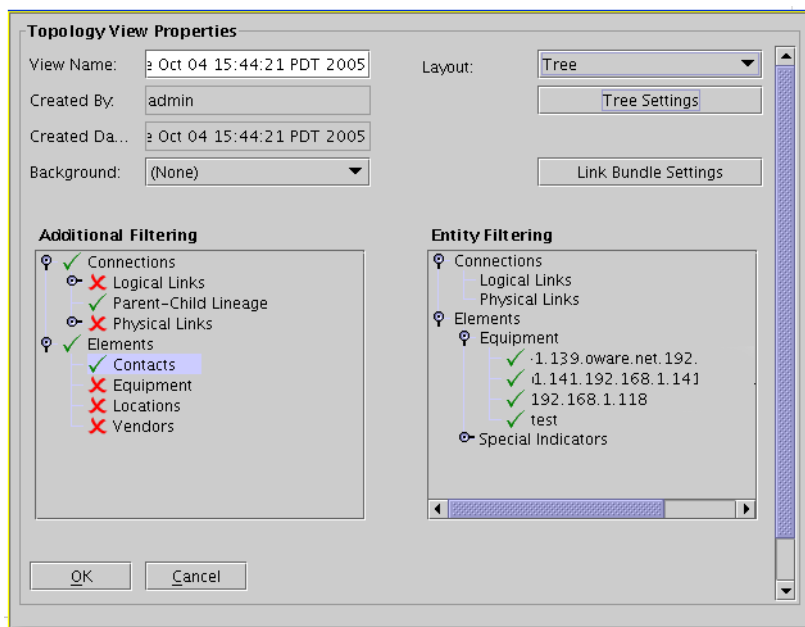 Topology View Properties
View Name: e Oct 04 15:44:21 PDT 2005
Layout: Tree
Created By: admin
Tree Settings
Created Da... e Oct 04 15:44:21 PDT 2005
Background: (None)
Link Bundle Settings
Additional Filtering
Connections
Logical Links
Parent-Child Lineage
Physical Links
Elements
Contacts
Equipment
Locations
Vendors
Entity Filtering
Connections
Logical Links
Physical Links
Elements
Equipment
1.139.oware.net.192.
1.141.192.168.1.141
192.168.1.118
test
Special Indicators
OK
Cancel